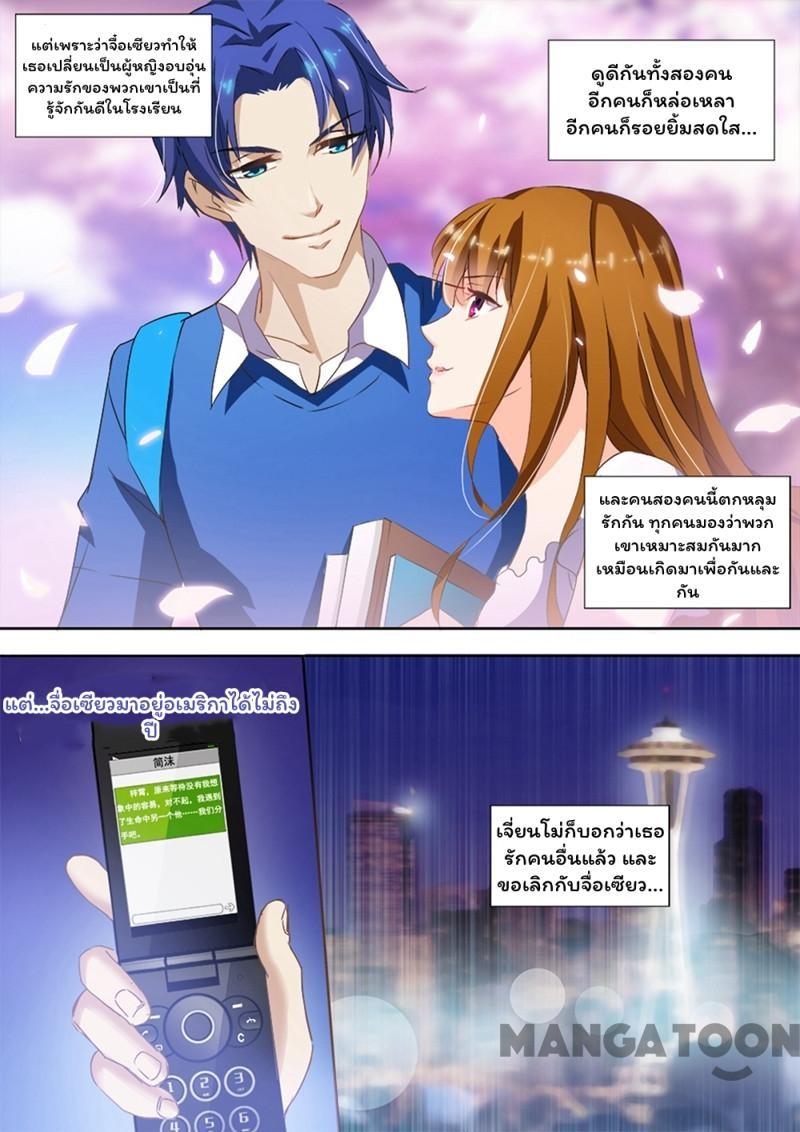 แต่เพราะว่าจื่อเซียวทำให้
เธอเปลี่ยนเป็นผู้หญิงอบอุ่น
ความรักของพวกเขาเป็นที่
รู้จักกันดีในโรงเรียน
ดูดีกันทั้งสองคน
อีกคนก็หล่อเหลา
อีกคนก็รอยยิ้มสดใส...
และคนสองคนนี้ตกหลุม
รักกัน ทุกคนมองว่าพวก
เขาเหมาะสมกันมาก
เหมือนเกิดมาเพื่อกันและ
กัน
แต่...จื่อเซียวมาอยู่อเมริกาได้ไม่ถึง
ปี
简沫
梓霄，原来等待没有我想
象中的容易，对不起，我遇到
了生命中另一个他……我们分
手吧。
C
1 2 3
4 5 6
เจี่ยนโม่ก็บอกว่าเธอ
รักคนอื่นแล้ว และ
ขอเลิกกับจื่อเซียว...
MANGATOON